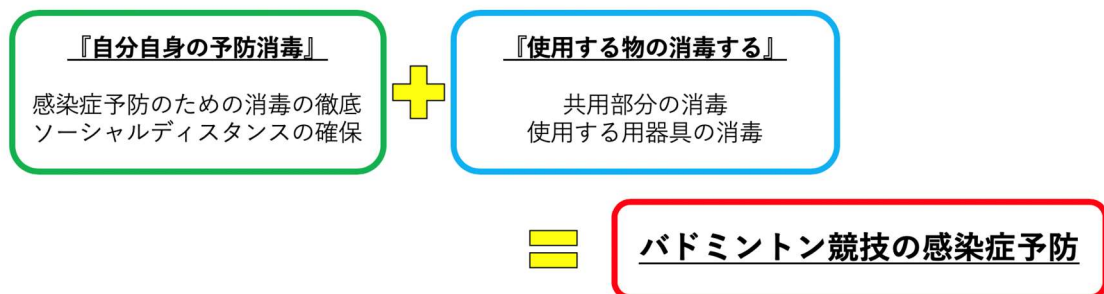 『自分自身の予防消毒』
感染症予防のための消毒の徹底
ソーシャルディスタンスの確保
『使用する物の消毒する』
共用部分の消毒
使用する用器具の消毒
バドミントン競技の感染症予防